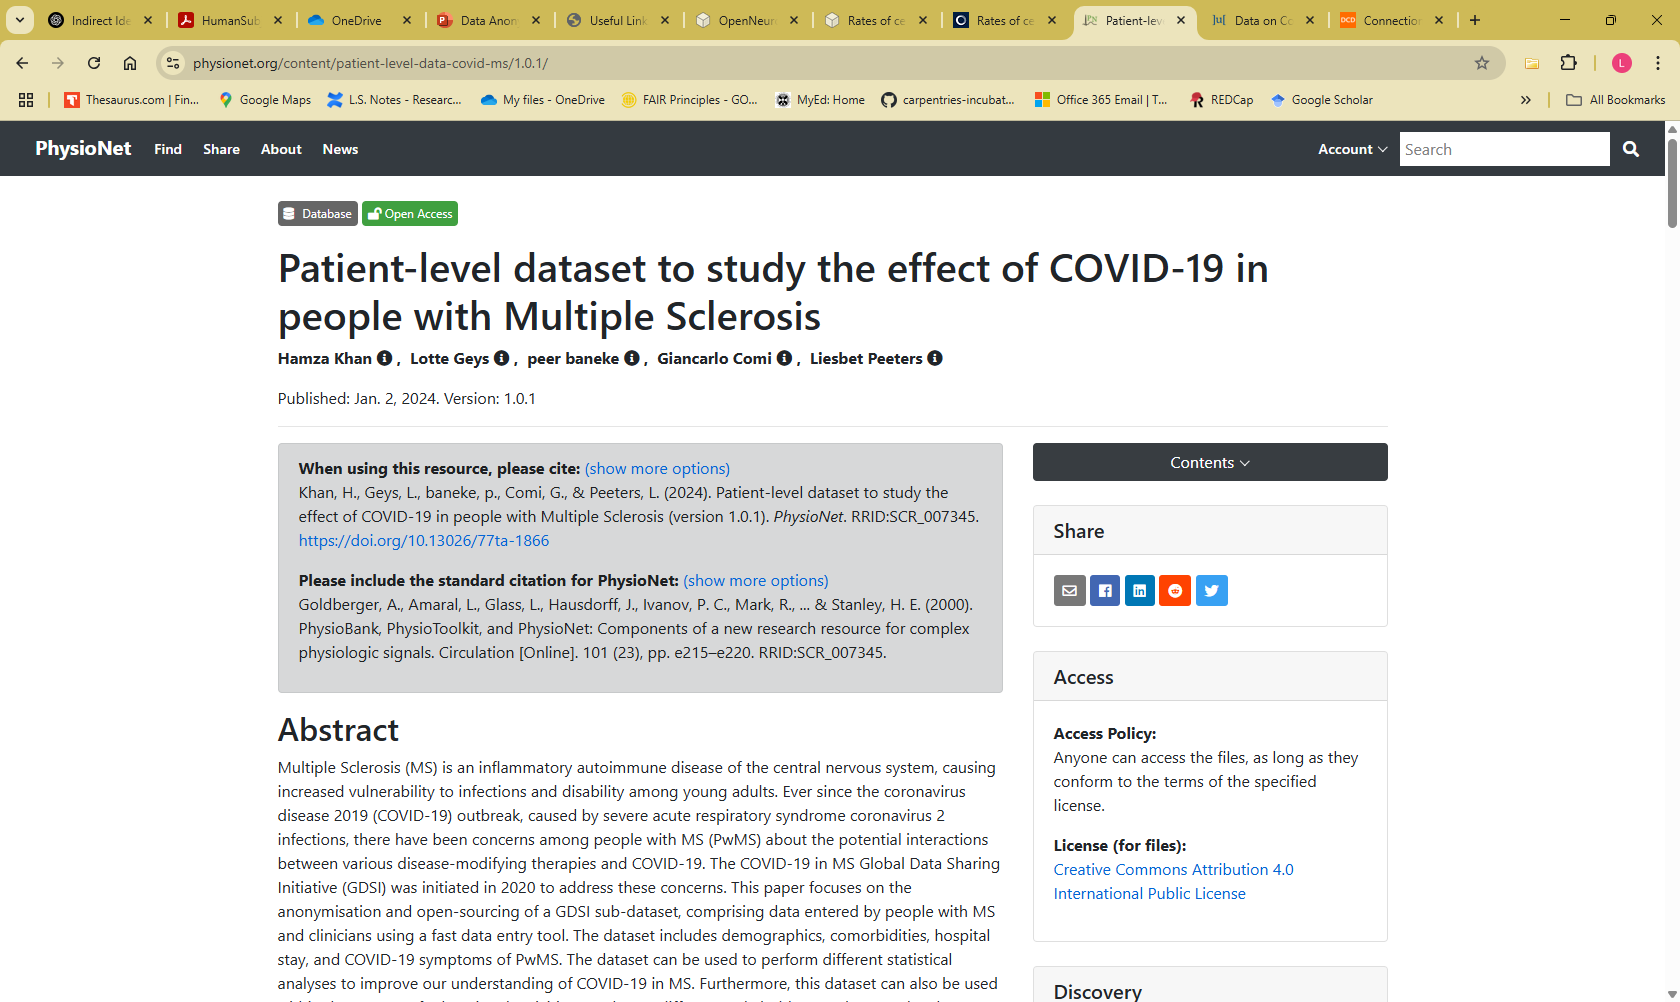 Indirect Ide
HumanSub
OneDrive
Data Anon
Useful Link
OpenNeur
Rates of ce
Rates of ce
Patient-lev
Data on Co
Connection
physionet.org/content/patient-level-data-covid-ms/1.0.1/
L
Thesaurus.com | Fin...
Google Maps
L.S. Notes - Researc...
My files - OneDrive
FAIR Principles - GO...
MyEd: Home
carpentries-incubat...
Office 365 Email | T...
REDCap
Google Scholar
All Bookmarks
PhysioNet Find Share About News
Account
Search
Database
Open Access
Patient-level dataset to study the effect of COVID-19 in
people with Multiple Sclerosis
Hamza Khan , Lotte Geys , peer baneke , Giancarlo Comi , Liesbet Peeters
Published: Jan. 2, 2024. Version: 1.0.1
When using this resource, please cite: (show more options)
Khan, H., Geys, L., baneke, p., Comi, G., & Peeters, L. (2024). Patient-level dataset to study the
effect of COVID-19 in people with Multiple Sclerosis (version 1.0.1). PhysioNet. RRID:SCR_007345.
https://doi.org/10.13026/77ta-1866
Please include the standard citation for PhysioNet: (show more options)
Goldberger, A., Amaral, L., Glass, L., Hausdorff, J., Ivanov, P. C., Mark, R., ... & Stanley, H. E. (2000).
PhysioBank, PhysioToolkit, and PhysioNet: Components of a new research resource for complex
physiologic signals. Circulation [Online]. 101 (23), pp. e215–e220. RRID:SCR_007345.
Abstract
Multiple Sclerosis (MS) is an inflammatory autoimmune disease of the central nervous system, causing
increased vulnerability to infections and disability among young adults. Ever since the coronavirus
disease 2019 (COVID-19) outbreak, caused by severe acute respiratory syndrome coronavirus 2
infections, there have been concerns among people with MS (PwMS) about the potential interactions
between various disease-modifying therapies and COVID-19. The COVID-19 in MS Global Data Sharing
Initiative (GDSI) was initiated in 2020 to address these concerns. This paper focuses on the
anonymisation and open-sourcing of a GDSI sub-dataset, comprising data entered by people with MS
and clinicians using a fast data entry tool. The dataset includes demographics, comorbidities, hospital
stay, and COVID-19 symptoms of PwMS. The dataset can be used to perform different statistical
analyses to improve our understanding of COVID-19 in MS. Furthermore, this dataset can also be used
Contents
Share
Access
Access Policy:
Anyone can access the files, as long as they
conform to the terms of the specified
license.
License (for files):
Creative Commons Attribution 4.0
International Public License
Discovery